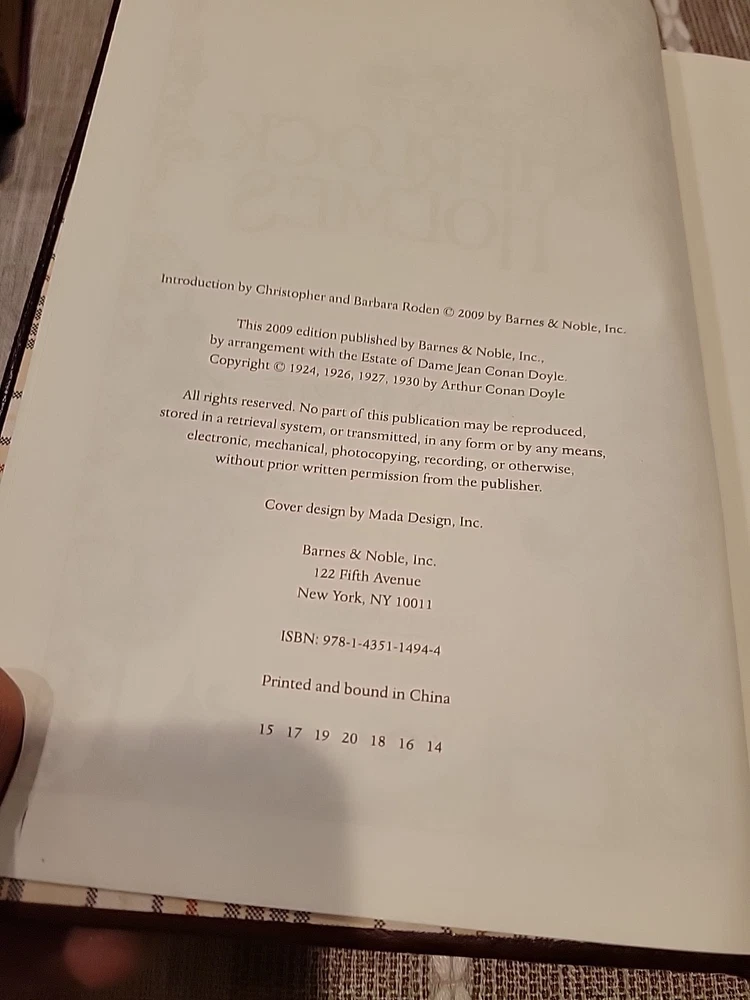 Introduction by Christopher and Barbara Roden © 2009 by Barnes & Noble, Inc.
This 2009 edition published by Barnes & Noble, Inc.,
by arrangement with the Estate of Dame Jean Conan Doyle.
Copyright © 1924, 1926, 1927, 1930 by Arthur Conan Doyle
All rights reserved. No part of this publication may be reproduced,
stored in a retrieval system, or transmitted, in any form or by any means,
electronic, mechanical, photocopying, recording, or otherwise,
without prior written permission from the publisher.
Cover design by Mada Design, Inc.
Barnes & Noble, Inc.
122 Fifth Avenue
New York, NY 10011
ISBN: 978-1-4351-1494-4
Printed and bound in China
15 17 19 20 18 16 14